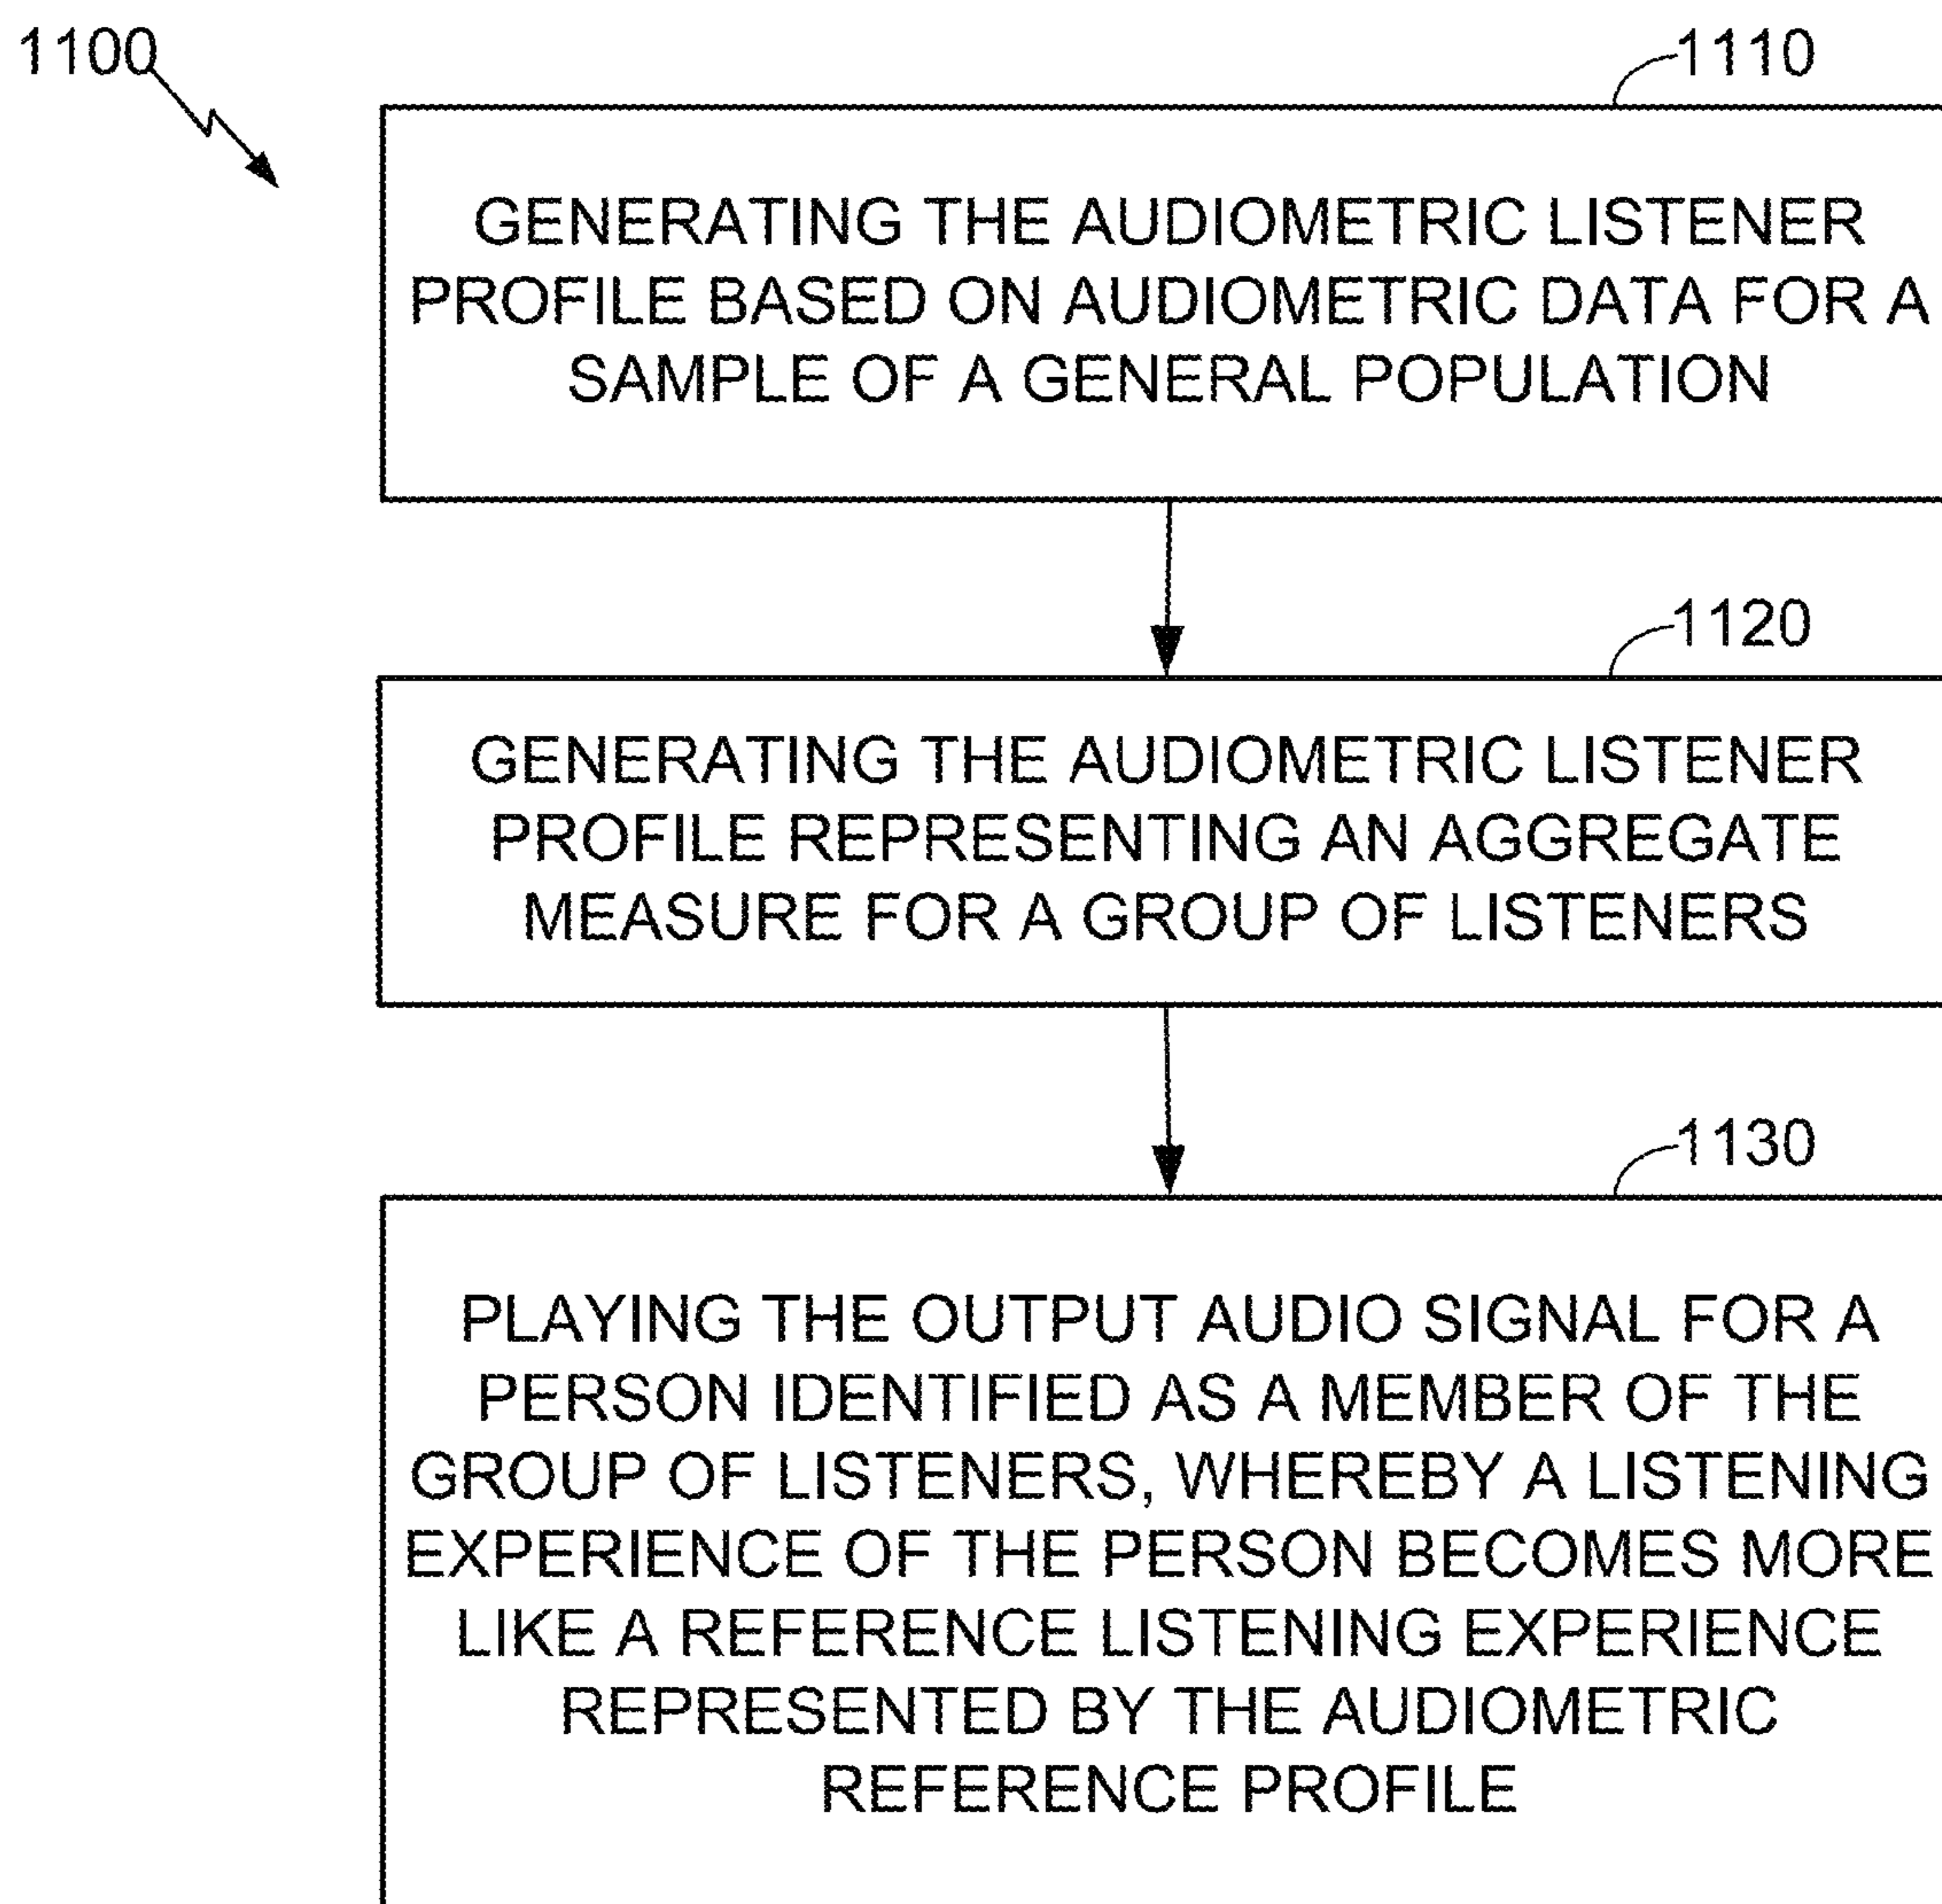 1100
1110
GENERATING THE AUDIOMETRIC LISTENER
PROFILE BASED ON AUDIOMETRIC DATA FOR A
SAMPLE OF A GENERAL POPULATION
1120
GENERATING THE AUDIOMETRIC LISTENER
PROFILE REPRESENTING AN AGGREGATE
MEASURE FOR A GROUP OF LISTENERS
1130
PLAYING THE OUTPUT AUDIO SIGNAL FOR A
PERSON IDENTIFIED AS A MEMBER OF THE
GROUP OF LISTENERS, WHEREBY A LISTENING
EXPERIENCE OF THE PERSON BECOMES MORE
LIKE A REFERENCE LISTENING EXPERIENCE
REPRESENTED BY THE AUDIOMETRIC
REFERENCE PROFILE